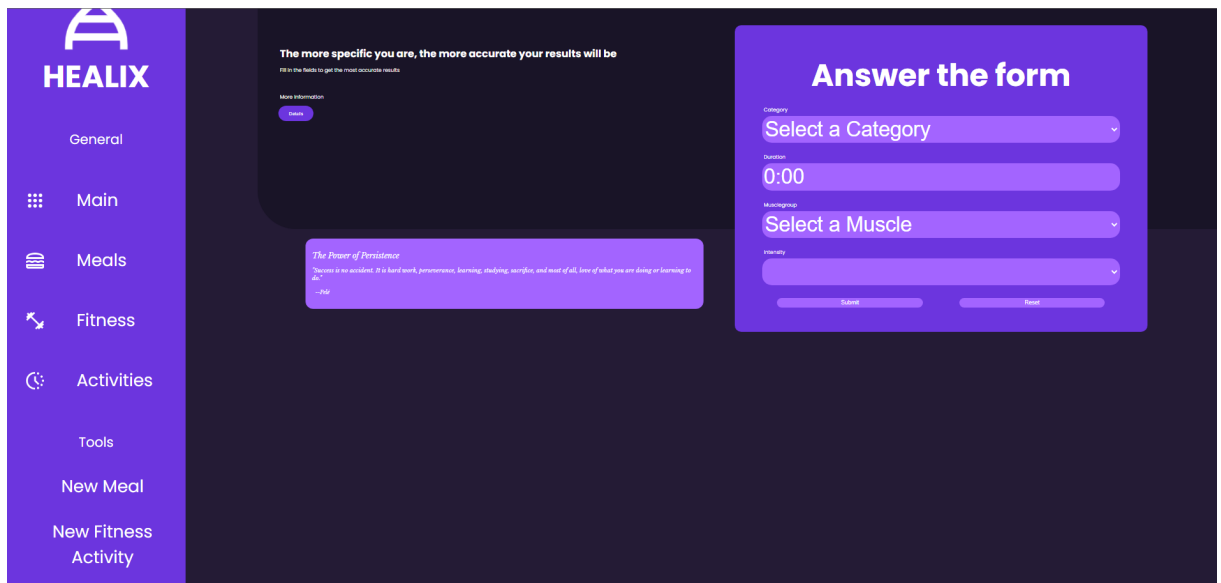 HEALIX
General
Main
Meals
Fitness
Activities
Tools
New Meal
New Fitness
Activity
The more specific you are, the more accurate your results will be
Fill in the fields to get the most accurate results
More Information
Delete
The Power of Persistence
"Success is no accident. It is hard work, perseverance, learning, studying, sacrifice, and most of all, love of what you are doing or learning to
do."
—Pelé
Answer the form
Category
Select a Category
Duration
0:00
Musclegroup
Select a Muscle
Intensity
Submit
Reset